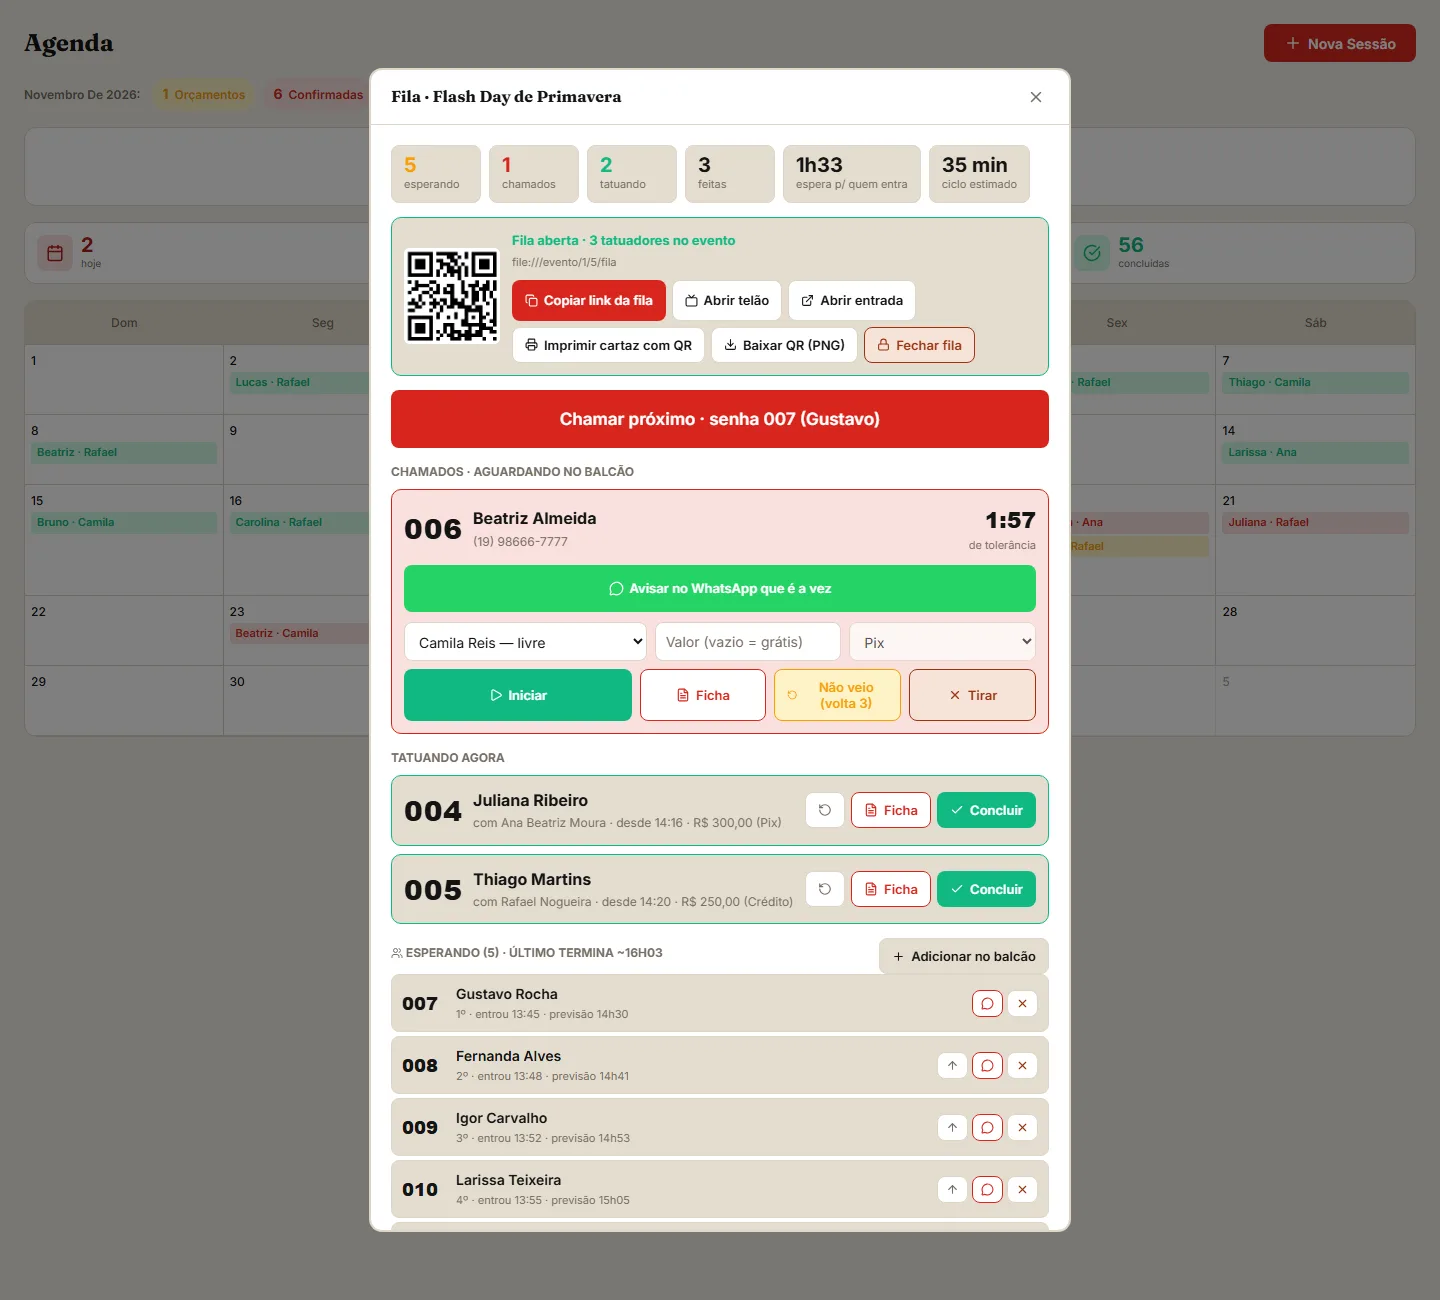 Agenda
Nova Sessão
Novembro De 2026:
1 Orçamentos
6 Confirmadas
2
hoje
56
concluídas
Dom
Seg
Sex
Sáb
1
2
Lucas · Rafael
· Rafael
7
Thiago · Camila
8
Beatriz · Rafael
9
14
Larissa · Ana
15
Bruno · Camila
16
Carolina · Rafael
· Ana
Rafael
21
Juliana · Rafael
22
23
Beatriz · Camila
28
29
30
5
Fila · Flash Day de Primavera
5
esperando
1
chamados
2
tatuando
3
feitas
1h33
espera p/ quem entra
35 min
ciclo estimado
Fila aberta · 3 tatuadores no evento
file:///evento/1/5/fila
Copiar link da fila
Abrir telão
Abrir entrada
Imprimir cartaz com QR
Baixar QR (PNG)
Fechar fila
Chamar próximo · senha 007 (Gustavo)
CHAMADOS · AGUARDANDO NO BALCÃO
006
Beatriz Almeida
(19) 98666-7777
1:57
de tolerância
Avisar no WhatsApp que é a vez
Camila Reis — livre
Valor (vazio = grátis)
Pix
Iniciar
Ficha
Não veio
(volta 3)
Tirar
TATUANDO AGORA
004
Juliana Ribeiro
com Ana Beatriz Moura · desde 14:16 · R$ 300,00 (Pix)
Ficha
Concluir
005
Thiago Martins
com Rafael Nogueira · desde 14:20 · R$ 250,00 (Crédito)
Ficha
Concluir
ESPERANDO (5) · ÚLTIMO TERMINA ~16H03
Adicionar no balcão
007
Gustavo Rocha
1º · entrou 13:45 · previsão 14h30
008
Fernanda Alves
2º · entrou 13:48 · previsão 14h41
009
Igor Carvalho
3º · entrou 13:52 · previsão 14h53
010
Larissa Teixeira
4º · entrou 13:55 · previsão 15h05